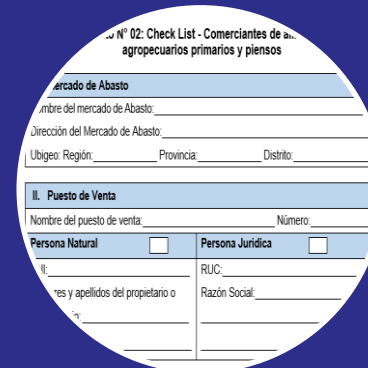 N° 02: Check List - Comerciantes de
agropecuarios primarios y piensos
Mercado de Abasto
Nombre del mercado de Abasto:
Dirección del Mercado de Abasto:
Ubigeo: Región: Provincia: Distrito:
II. Puesto de Venta
Nombre del puesto de venta: Número:
Persona Natural Persona Juridica
RUC:
y apellidos del propietario o Razón Social: